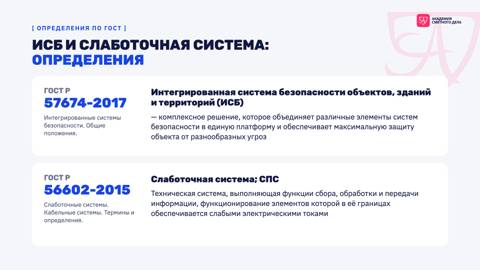 [ ОПРЕДЕЛЕНИЯ ПО ГОСТ ]
АКАДЕМИЯ
СМЕТНОГО ДЕЛА
ИСБ И СЛАБОТОЧНАЯ СИСТЕМА:
ОПРЕДЕЛЕНИЯ
ГОСТ Р
57674-2017
Интегрированные системы
безопасности. Общие
положения.
Интегрированная система безопасности объектов, зданий
и территорий (ИСБ)
— комплексное решение, которое объединяет различные элементы систем
безопасности в единую платформу и обеспечивает максимальную защиту
объекта от разнообразных угроз
ГОСТ Р
56602-2015
Слаботочные системы.
Кабельные системы. Термины и
определения.
Слаботочная система; СПС
Техническая система, выполняющая функции сбора, обработки и передачи
информации, функционирование элементов которой в её границах
обеспечивается слабыми электрическими токами